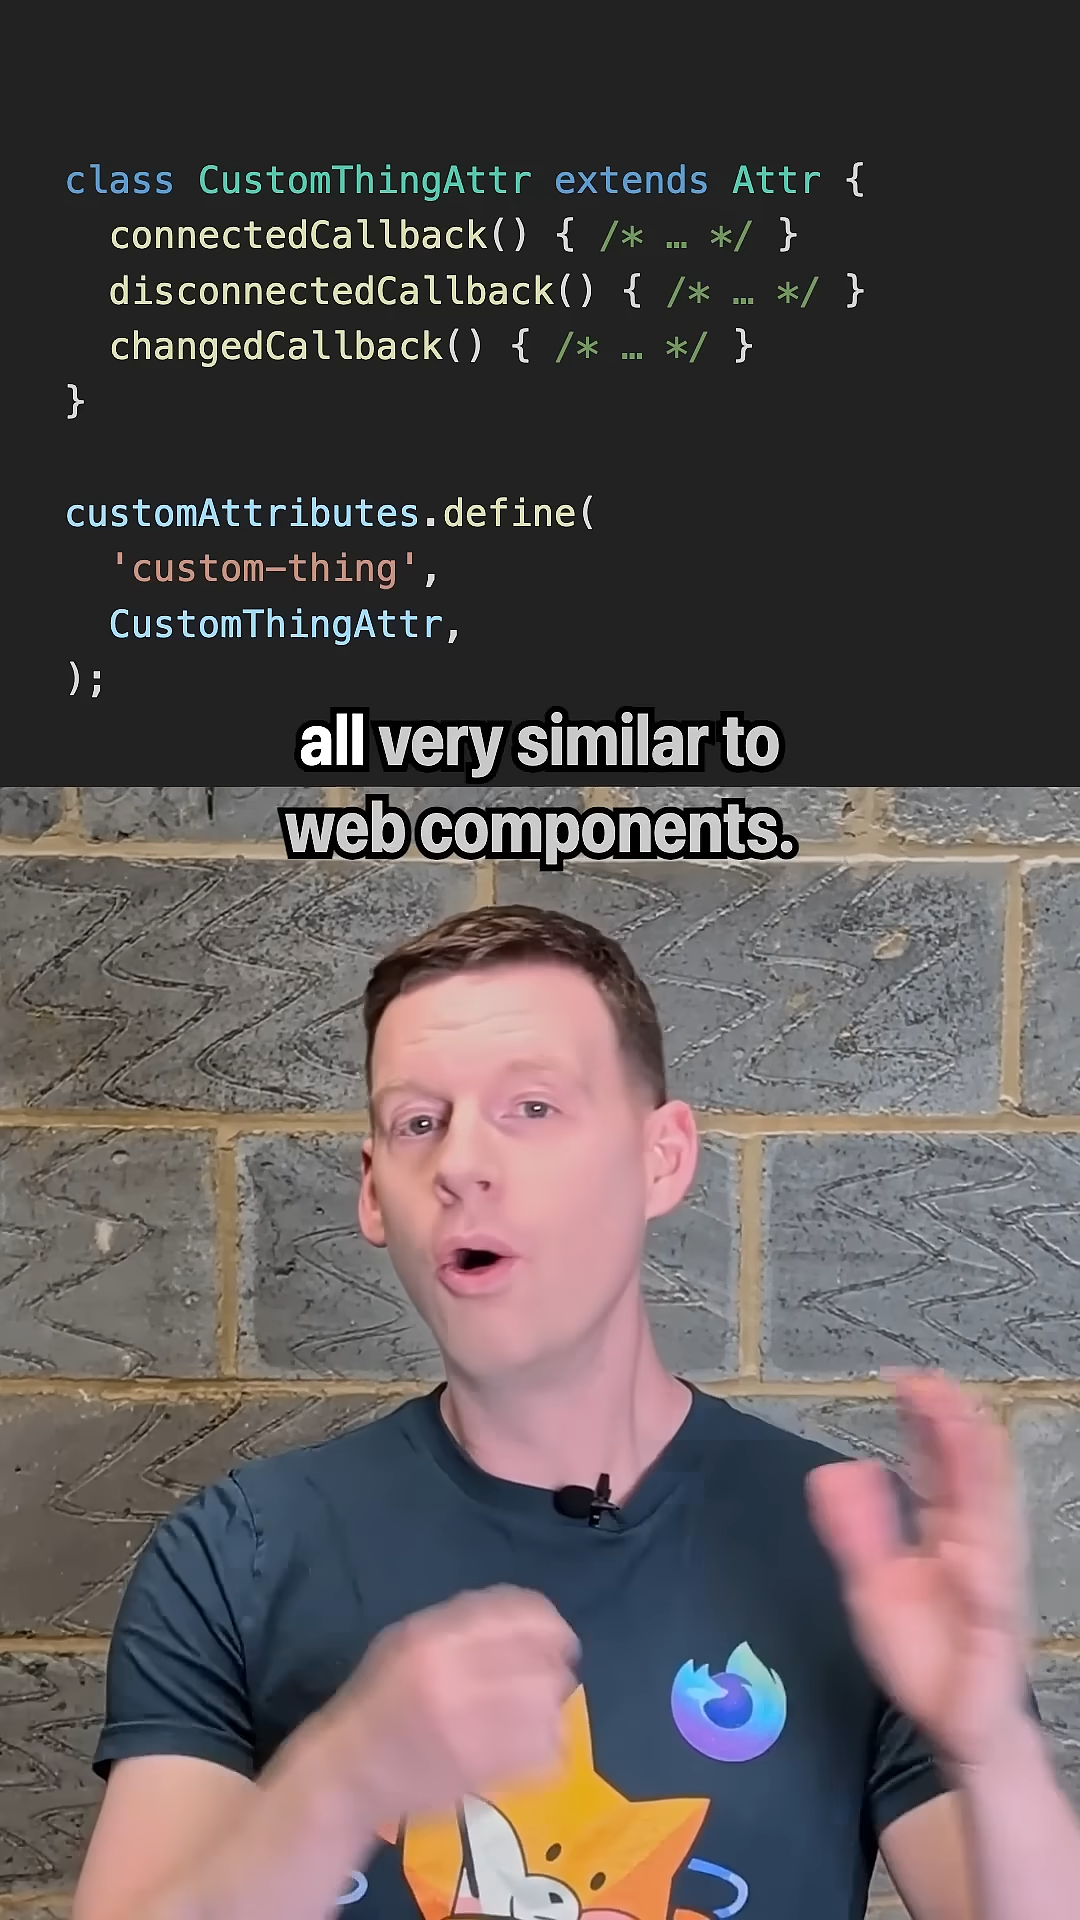 class CustomThingAttr extends Attr {
  connectedCallback() { /* … */ }
  disconnectedCallback() { /* … */ }
  changedCallback() { /* … */ }
}

customAttributes.define(
  'custom-thing',
  CustomThingAttr,
);
all very similar to
web components.